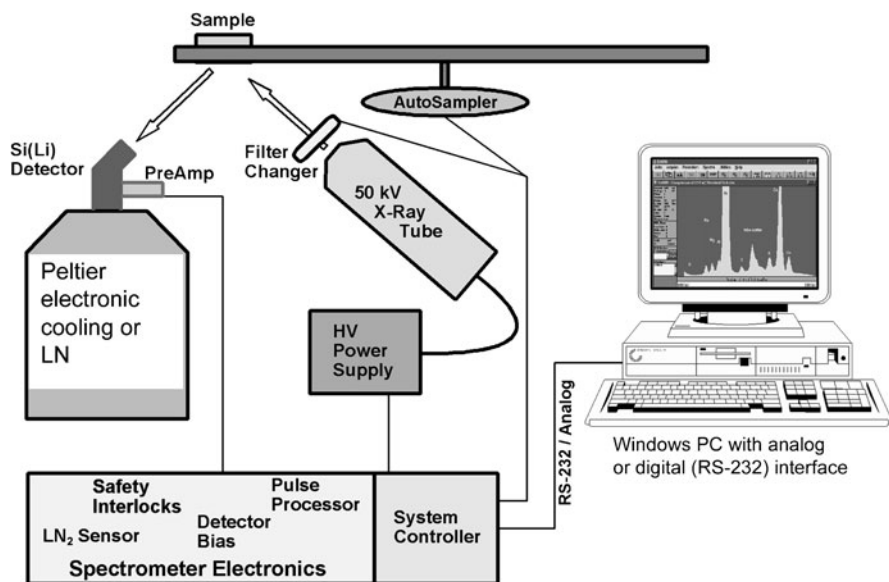 Sample
AutoSampler
Si(Li)
Detector
PreAmp
Filter
Changer
50 kV
X-Ray
Tube
Peltier
electronic
cooling or
LN
HV
Power
Supply
RS-232 / Analog
Windows PC with analog
or digital (RS-232) interface
Safety
Interlocks
Pulse
Processor
LN₂ Sensor
Detector
Bias
Spectrometer Electronics
System
Controller